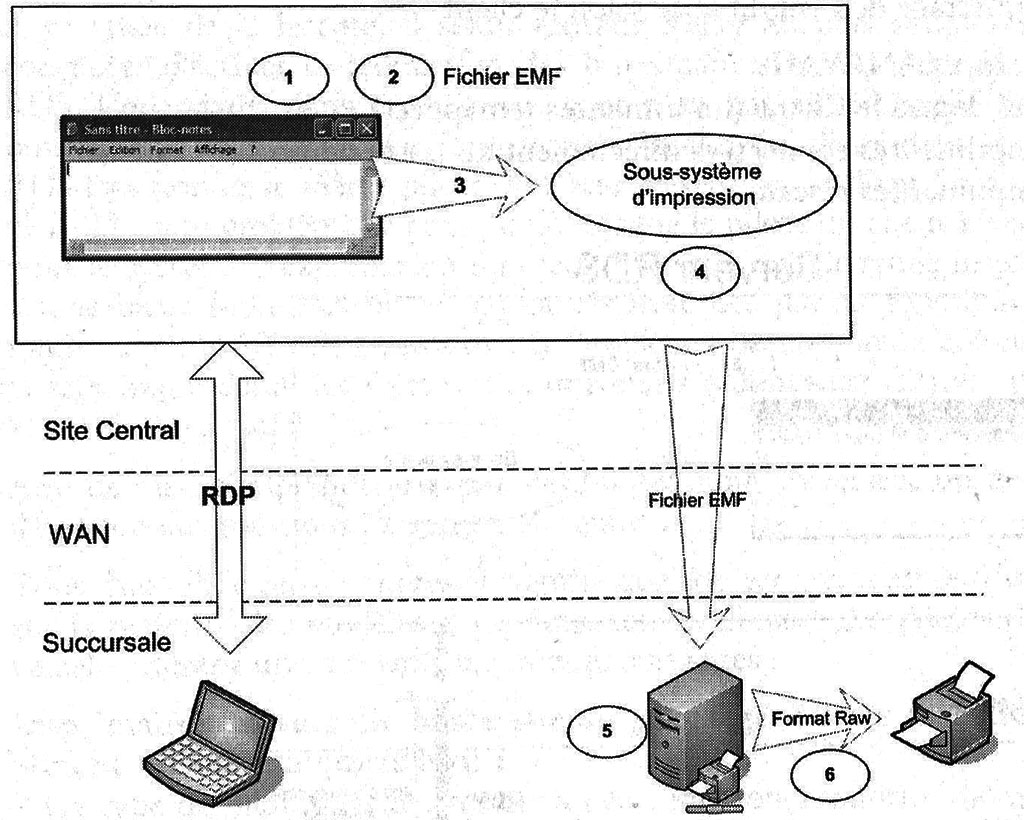 1
2
Fichier EMF
Sans titre - Bloc-notes
Fichier Edition Format Affichage ?
3
Sous-système
d'impression
4
Site Central
RDP
Fichier EMF
WAN
Succursale
5
Format Raw
6